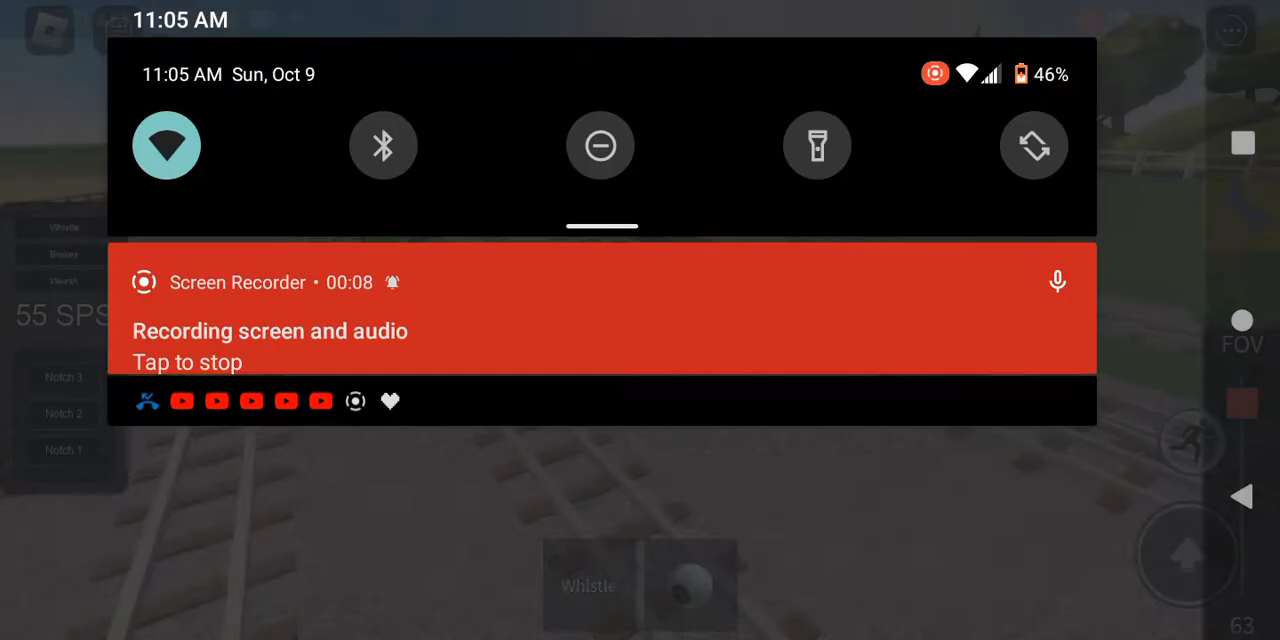 11:05 AM
11:05 AM Sun, Oct 9
46%
Screen Recorder • 00:08
Recording screen and audio
Tap to stop
Whistle
Brakes
55 SPS
Notch 3
Notch 2
Notch 1
FOV
Whistle
63